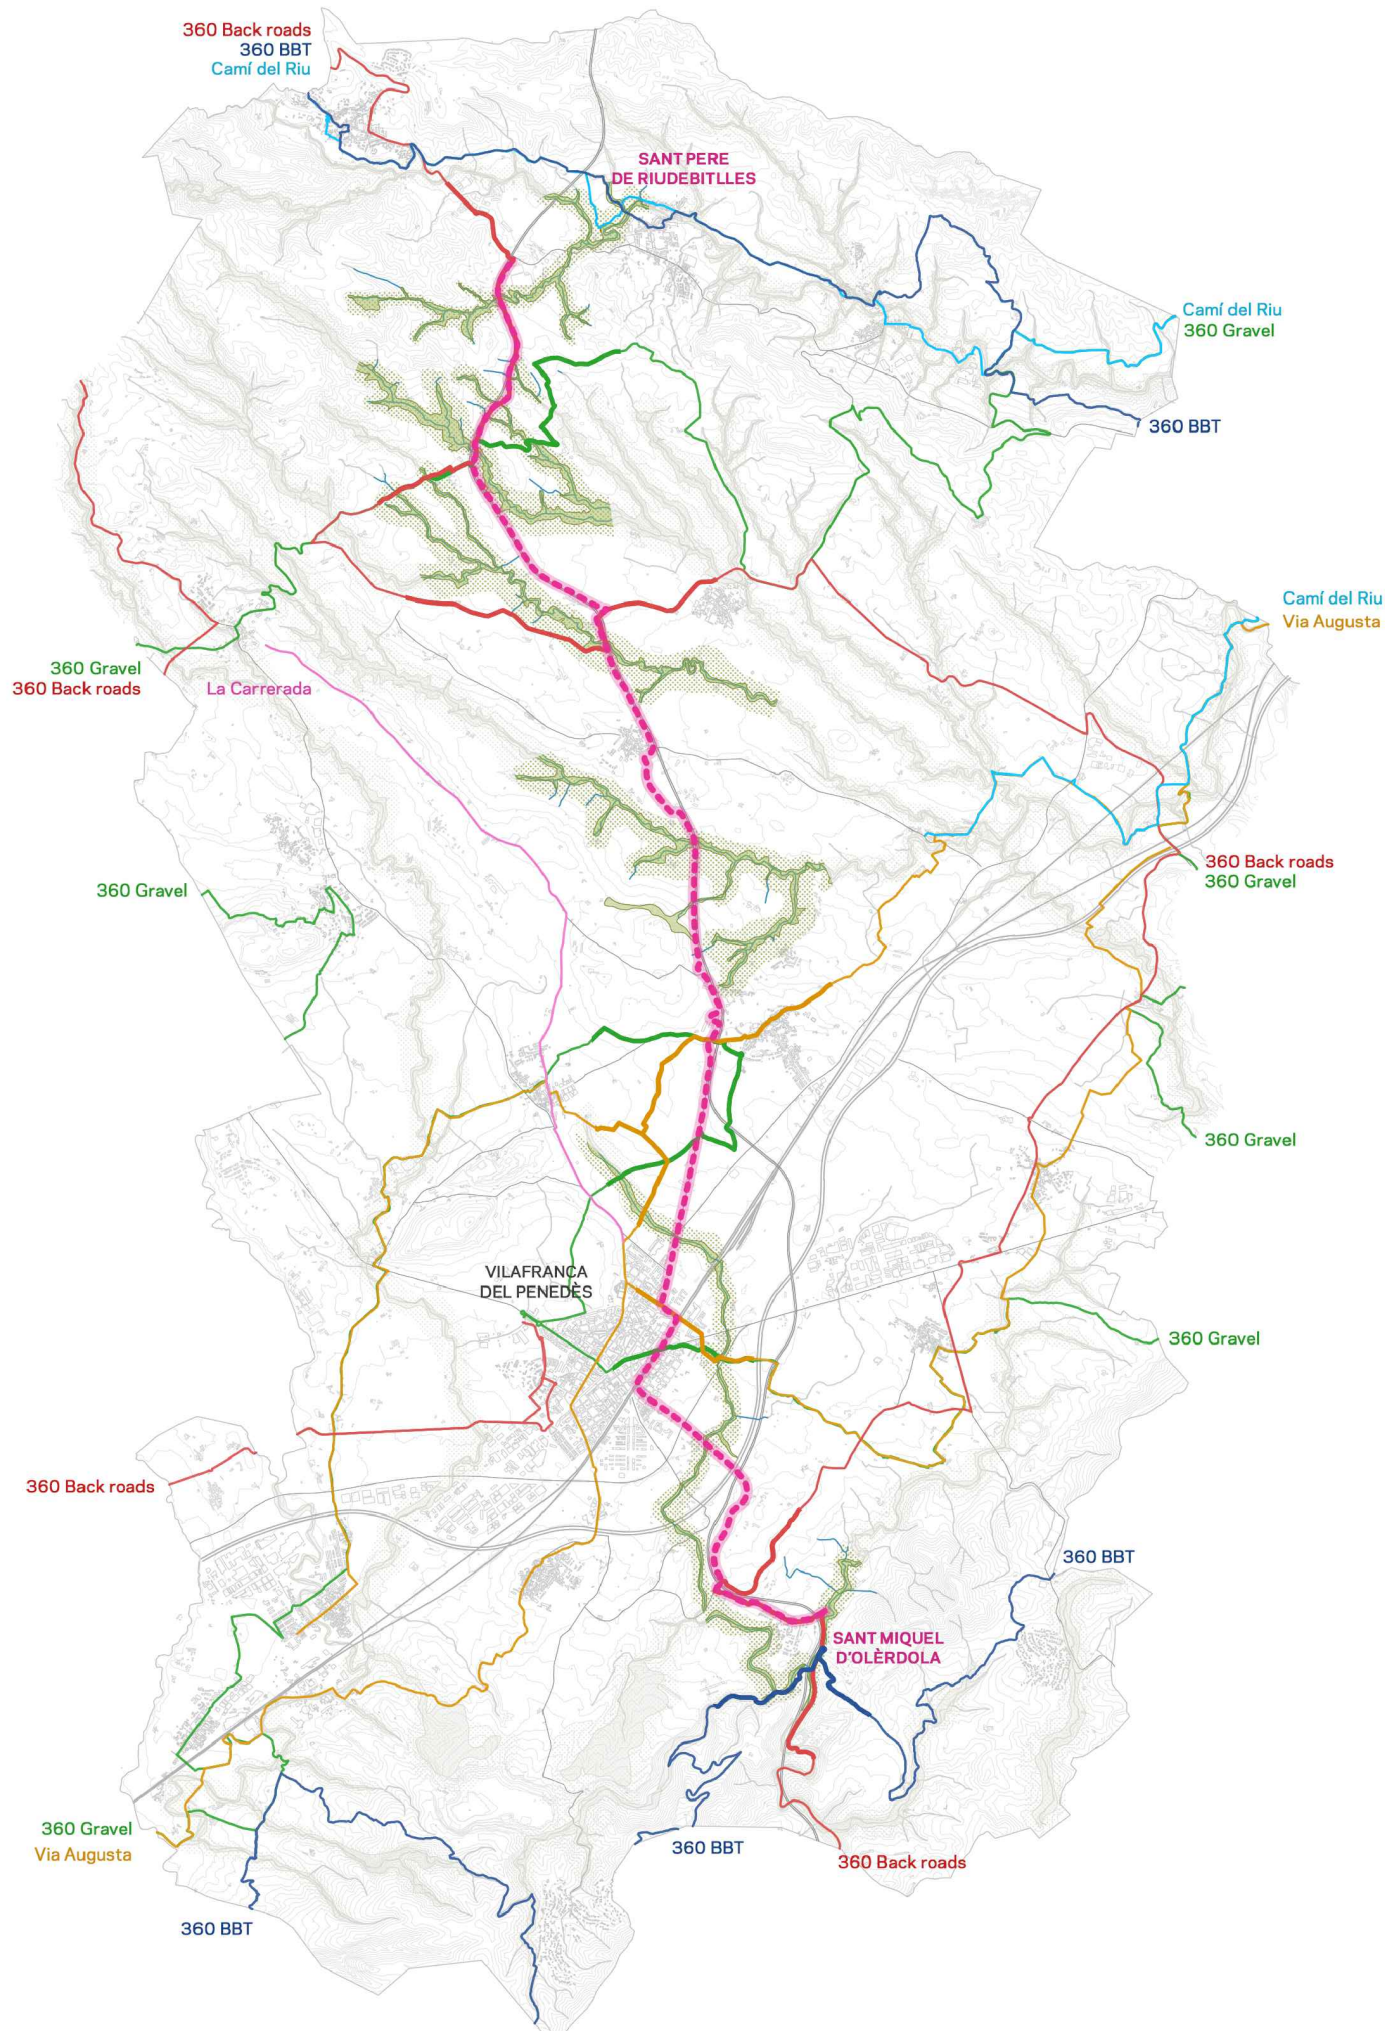 360 Back roads
360 BBT
Camí del Riu
SANT PERE
DE RIUDEBITLLES
Camí del Riu
360 Gravel
360 BBT
Camí del Riu
Via Augusta
360 Gravel
360 Back roads
La Carrerada
360 Back roads
360 Gravel
360 Gravel
360 Gravel
VILAFRANCA
DEL PENEDÈS
360 Gravel
360 Back roads
360 BBT
SANT MIQUEL
D'OLÈRDOLA
360 Gravel
Via Augusta
360 BBT
360 Back roads
360 BBT